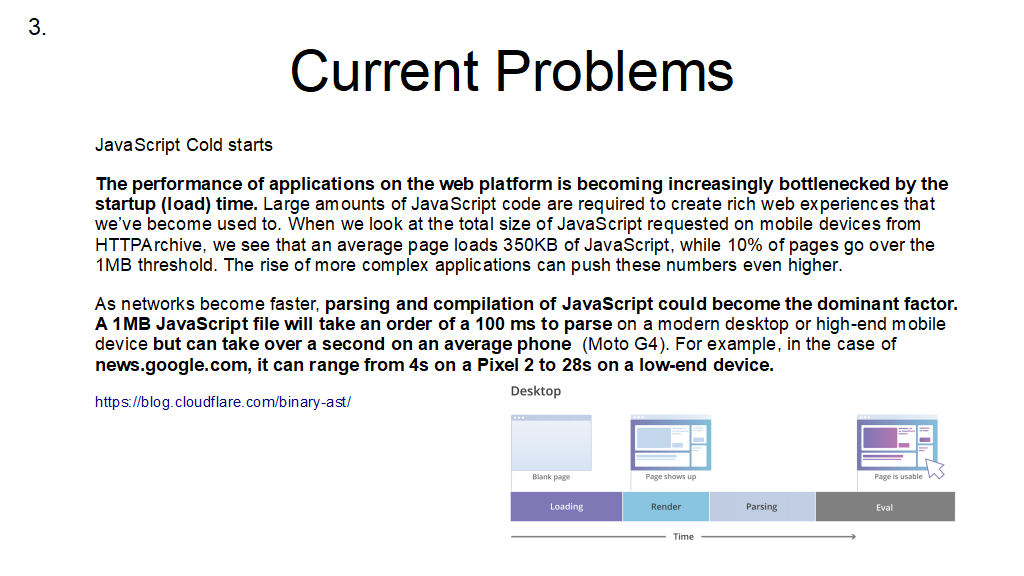 3.
Current Problems
JavaScript Cold starts
The performance of applications on the web platform is becoming increasingly bottlenecked by the
startup (load) time. Large amounts of JavaScript code are required to create rich web experiences that
we’ve become used to. When we look at the total size of JavaScript requested on mobile devices from
HTTPArchive, we see that an average page loads 350KB of JavaScript, while 10% of pages go over the
1MB threshold. The rise of more complex applications can push these numbers even higher.
As networks become faster, parsing and compilation of JavaScript could become the dominant factor.
A 1MB JavaScript file will take an order of a 100 ms to parse on a modern desktop or high-end mobile
device but can take over a second on an average phone (Moto G4). For example, in the case of
news.google.com, it can range from 4s on a Pixel 2 to 28s on a low-end device.
https://blog.cloudflare.com/binary-ast/
Desktop
Blank page Page shows up Page is usable
Loading Render Parsing Eval
Time